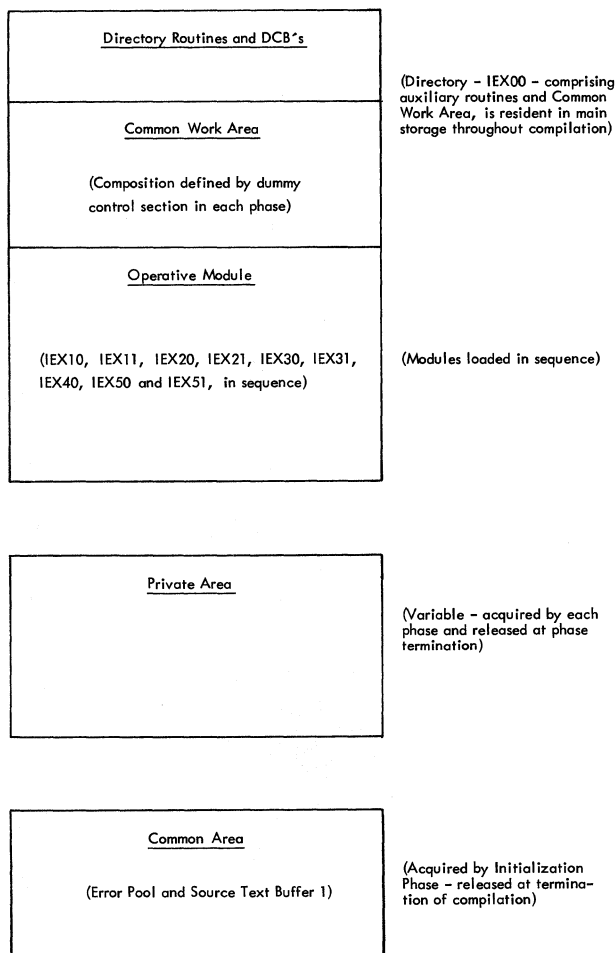 Directory Routines and DCB's
(Directory - IEX00 - comprising
auxiliary routines and Common
Work Area, is resident in main
storage throughout compilation)
Common Work Area
(Composition defined by dummy
control section in each phase)
Operative Module
(IEX10, IEX11, IEX20, IEX21, IEX30, IEX31,
IEX40, IEX50 and IEX51, in sequence)
(Modules loaded in sequence)
Private Area
(Variable - acquired by each
phase and released at phase
termination)
Common Area
(Error Pool and Source Text Buffer 1)
(Acquired by Initialization
Phase - released at termina-
tion of compilation)